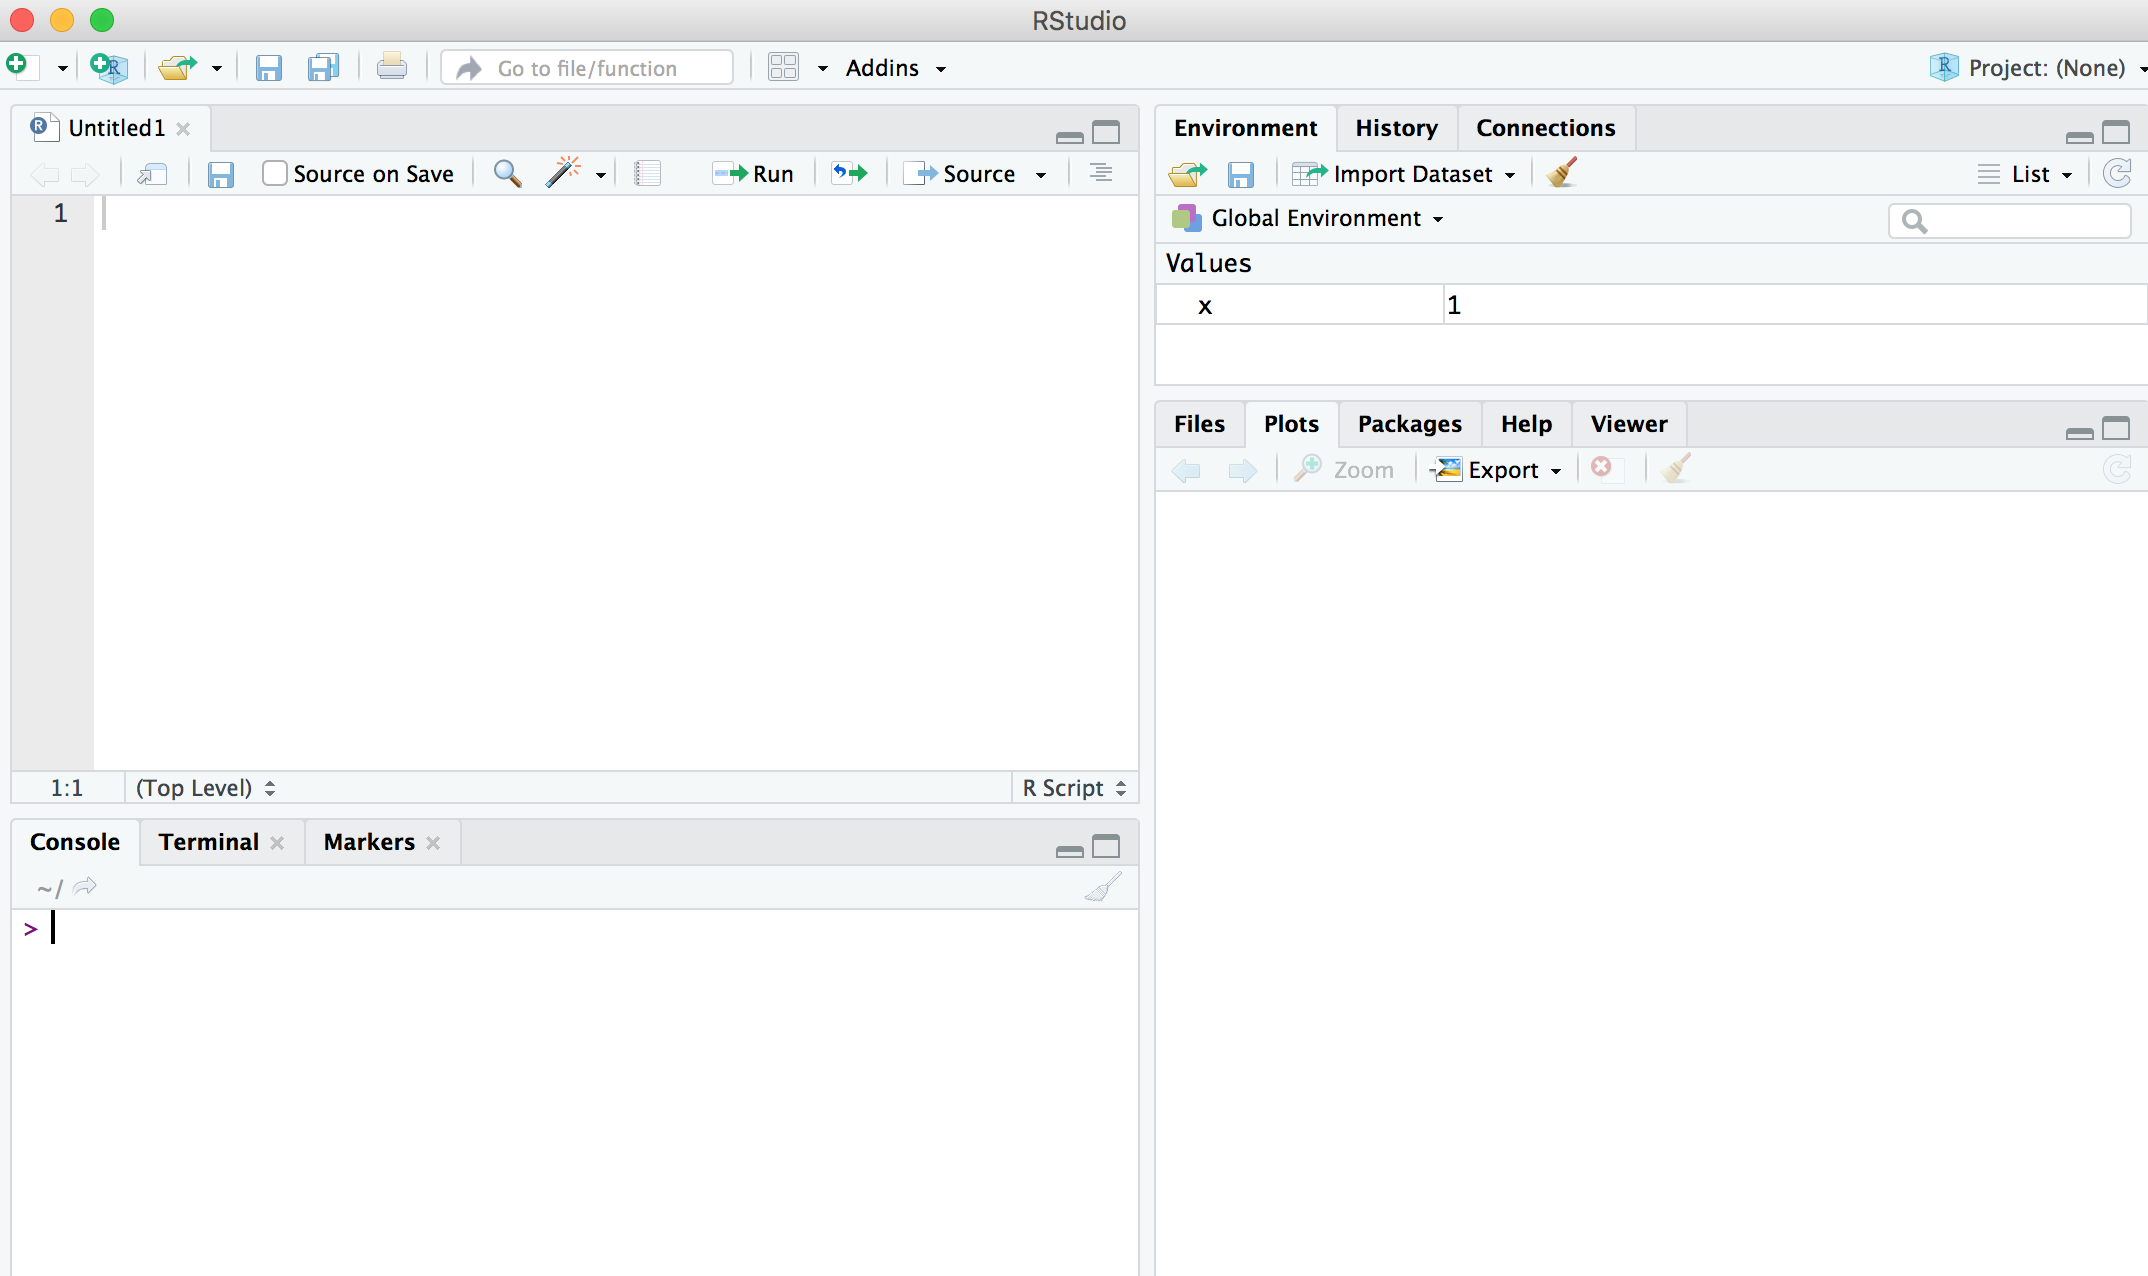 RStudio
Go to file/function
Addins
Project: (None)
Untitled1
Source on Save
Run
Source
1
1:1
(Top Level)
R Script
Console
Terminal
Markers
~/
>
Environment
History
Connections
Import Dataset
List
Global Environment
Values
x 1
Files
Plots
Packages
Help
Viewer
Zoom
Export